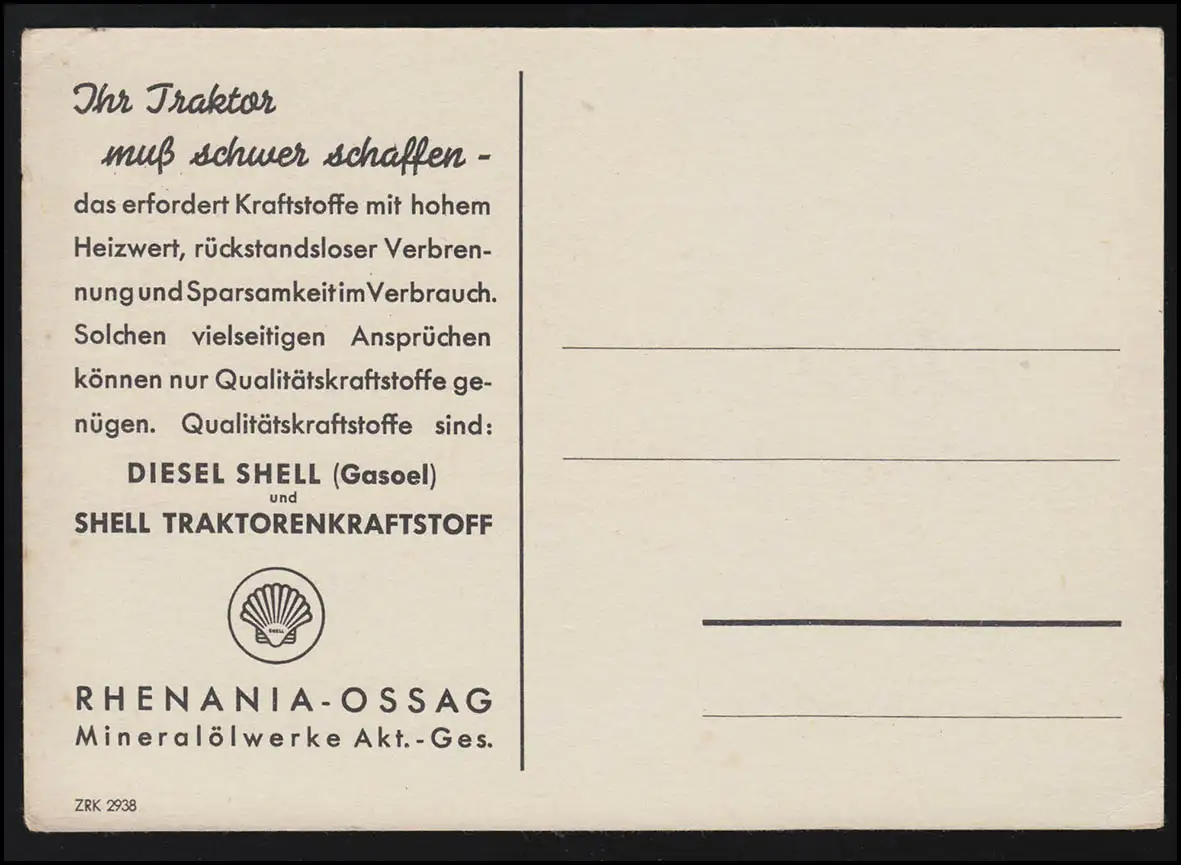 Ihr Traktor
muß schwer schaffen -
das erfordert Kraftstoffe mit hohem
Heizwert, rückstandsloser Verbren-
nung und Sparsamkeit im Verbrauch.
Solchen vielseitigen Ansprüchen
können nur Qualitätskraftstoffe ge-
nügen. Qualitätskraftstoffe sind:
DIESEL SHELL (Gasoel)
und
SHELL TRAKTORENKRAFTSTOFF
SHELL
RHENANIA-OSSAG
Mineralölwerke Akt.-Ges.
ZRK 2938